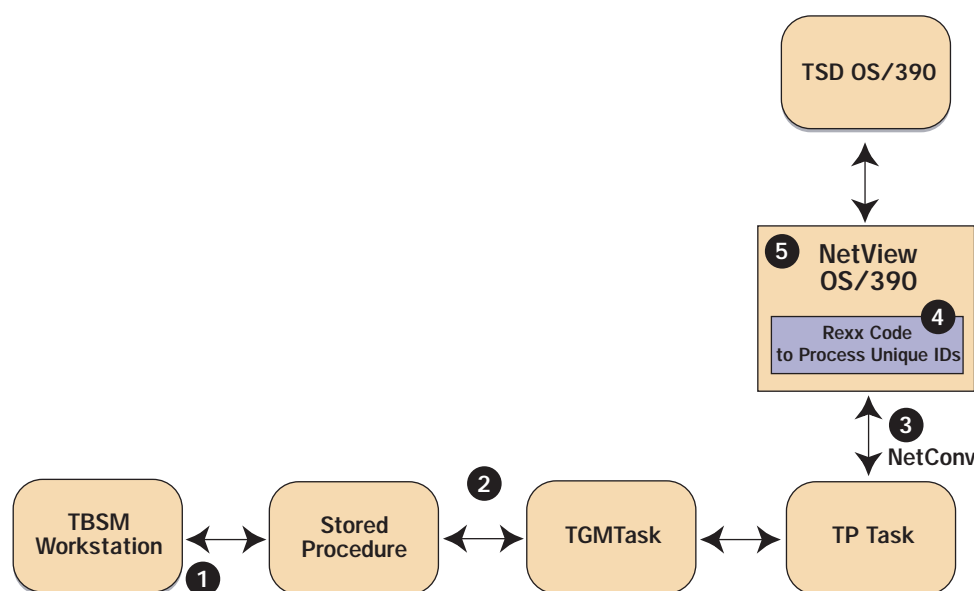 TSD OS/390
5
NetView
OS/390
4
Rexx Code
to Process Unique IDs
3
NetConv
2
TBSM
Workstation
Stored
Procedure
TGMTask
TP Task
1